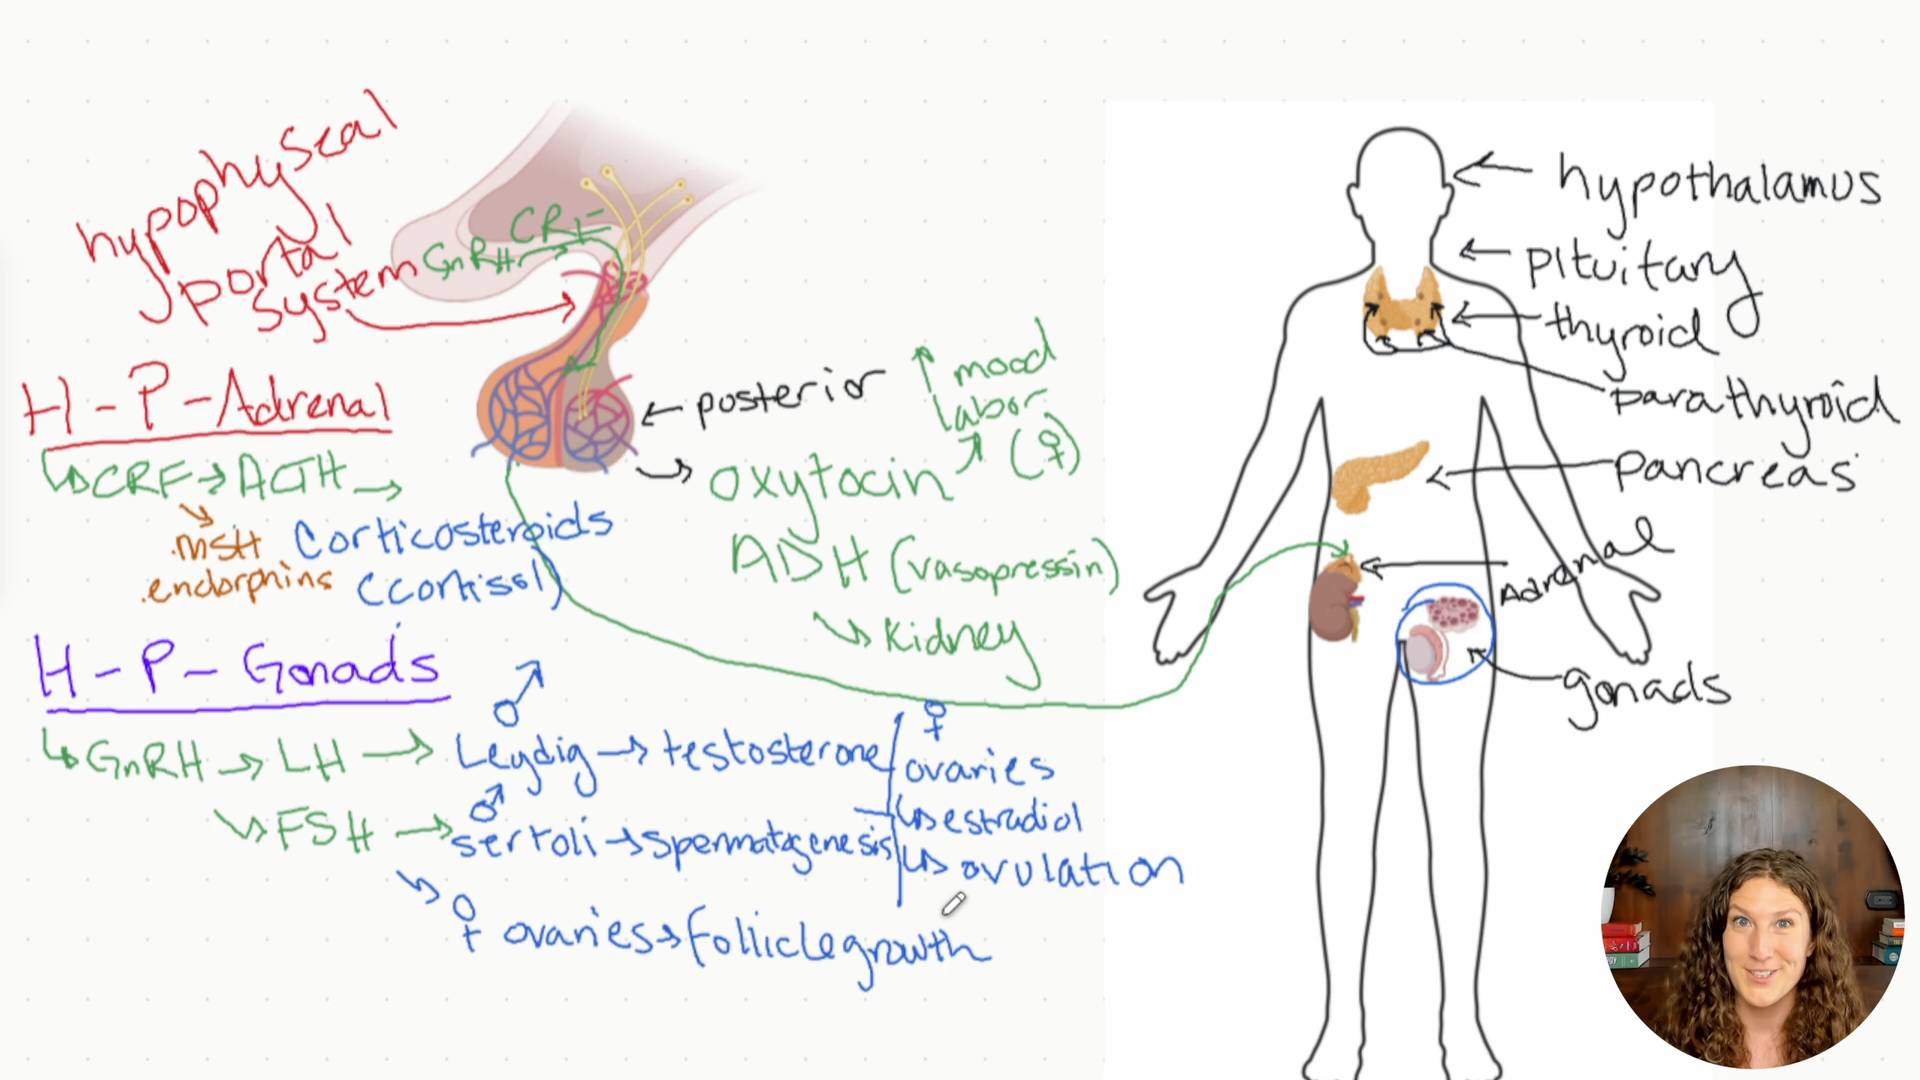 hypophyseal
portal
system
CRF
GnRH
H-P-Adrenal
↳CRF→ACTH→
↘
.MSH
.endorphins
Corticosteroids
(cortisol)
← posterior
↑ mood
labor
↗ (♀)
→ oxytocin
ADH (vasopressin)
↳ Kidney
H-P-Gonads
♂
↳GnRH → LH → Leydig → testosterone
♂
↳ FSH → sertoli → spermatogenesis
♀
ovaries
↳ estradiol
↳ ovulation
↳ ♀ ovaries → follicle growth
← hypothalamus
← pituitary
← thyroid
parathyroid
← pancreas
← Adrenal
gonads